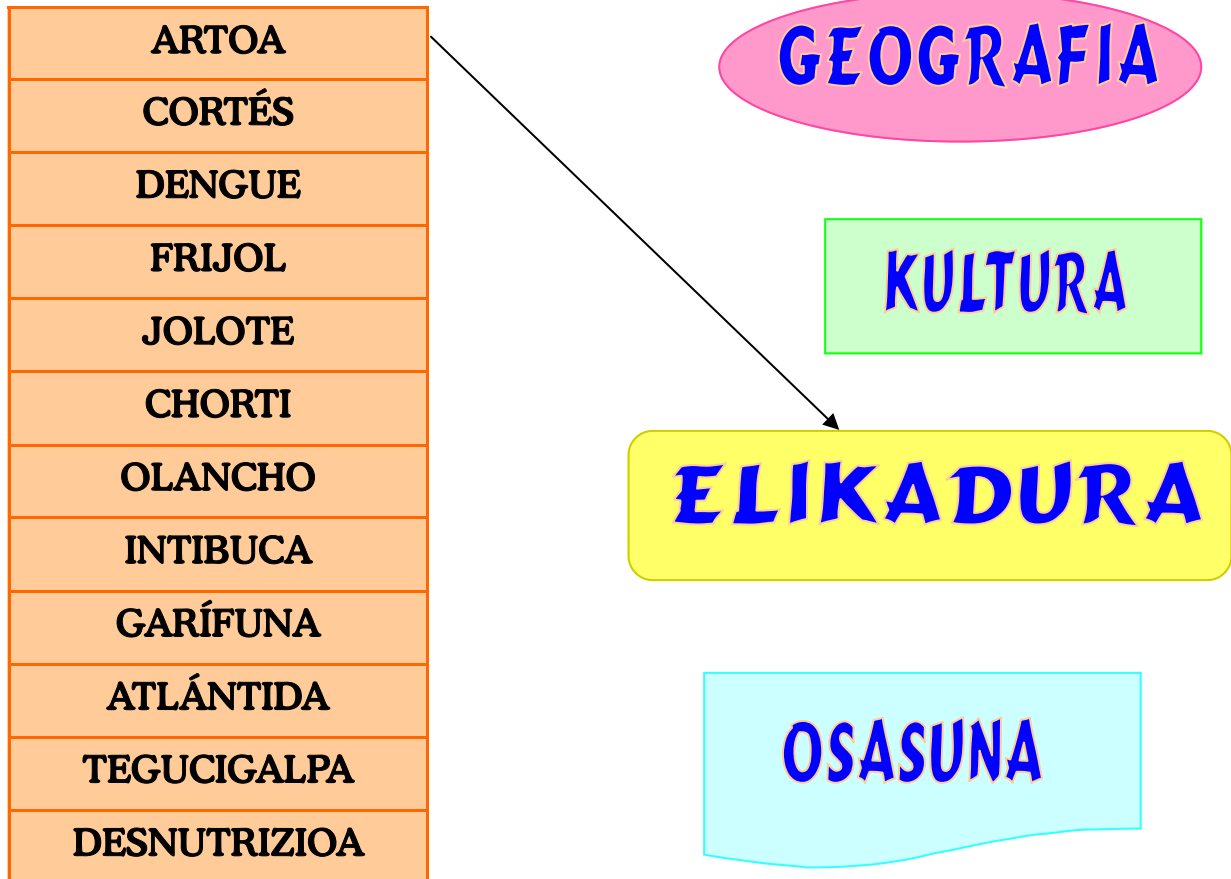 ARTOA
CORTÉS
DENGUE
FRIJOL
JOLOTE
CHORTI
OLANCHO
INTIBUCA
GARÍFUNA
ATLÁNTIDA
TEGUCIGALPA
DESNUTRIZIOA
GEOGRAFIA
KULTURA
ELIKADURA
OSASUNA